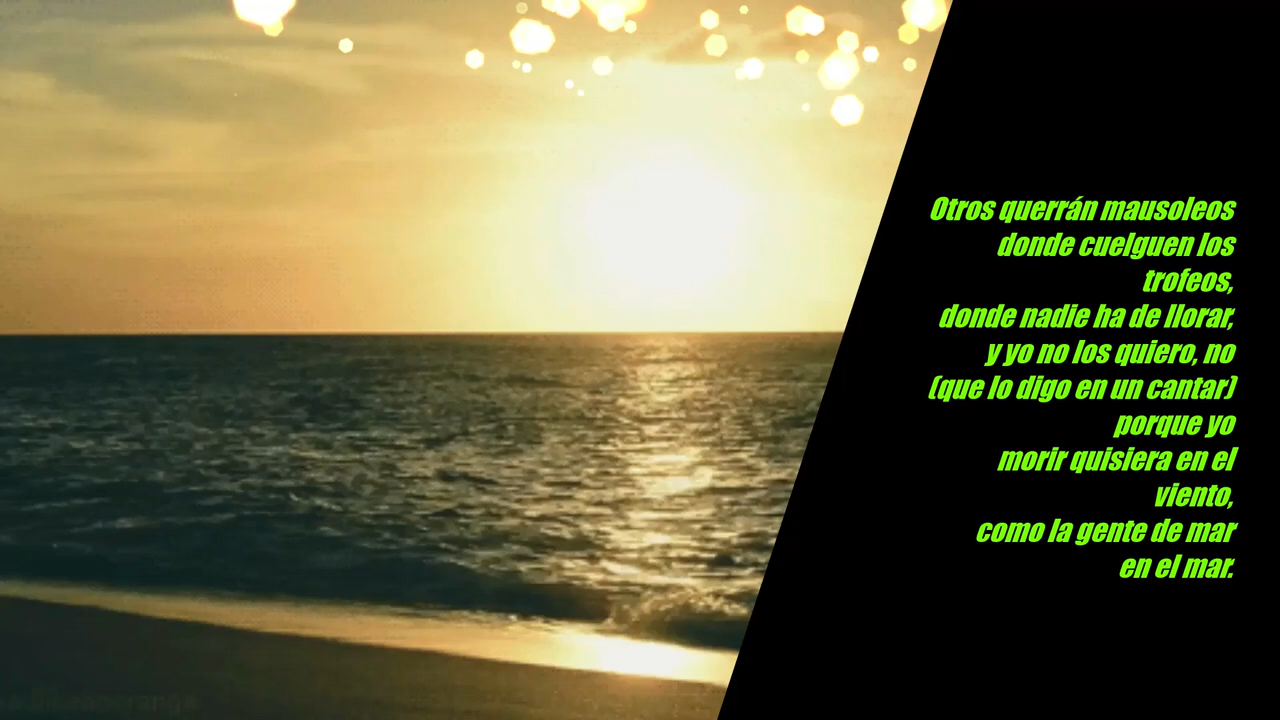 Otros querrán mausoleos
donde cuelguen los
trofeos,
donde nadie ha de llorar,
y yo no los quiero, no
(que lo digo en un cantar)
porque yo
morir quisiera en el
viento,
como la gente de mar
en el mar.